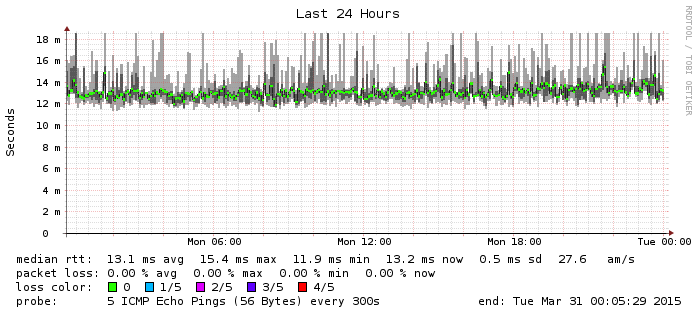 Last 24 Hours
RRDTOOL / TOBI OETIKER
Seconds
18 m
16 m
14 m
12 m
10 m
8 m
6 m
4 m
2 m
0
Mon 06:00 Mon 12:00 Mon 18:00 Tue 00:00
median rtt: 13.1 ms avg 15.4 ms max 11.9 ms min 13.2 ms now 0.5 ms sd 27.6 am/s
packet loss: 0.00 % avg 0.00 % max 0.00 % min 0.00 % now
loss color: 0 1/5 2/5 3/5 4/5
probe: 5 ICMP Echo Pings (56 Bytes) every 300s end: Tue Mar 31 00:05:29 2015